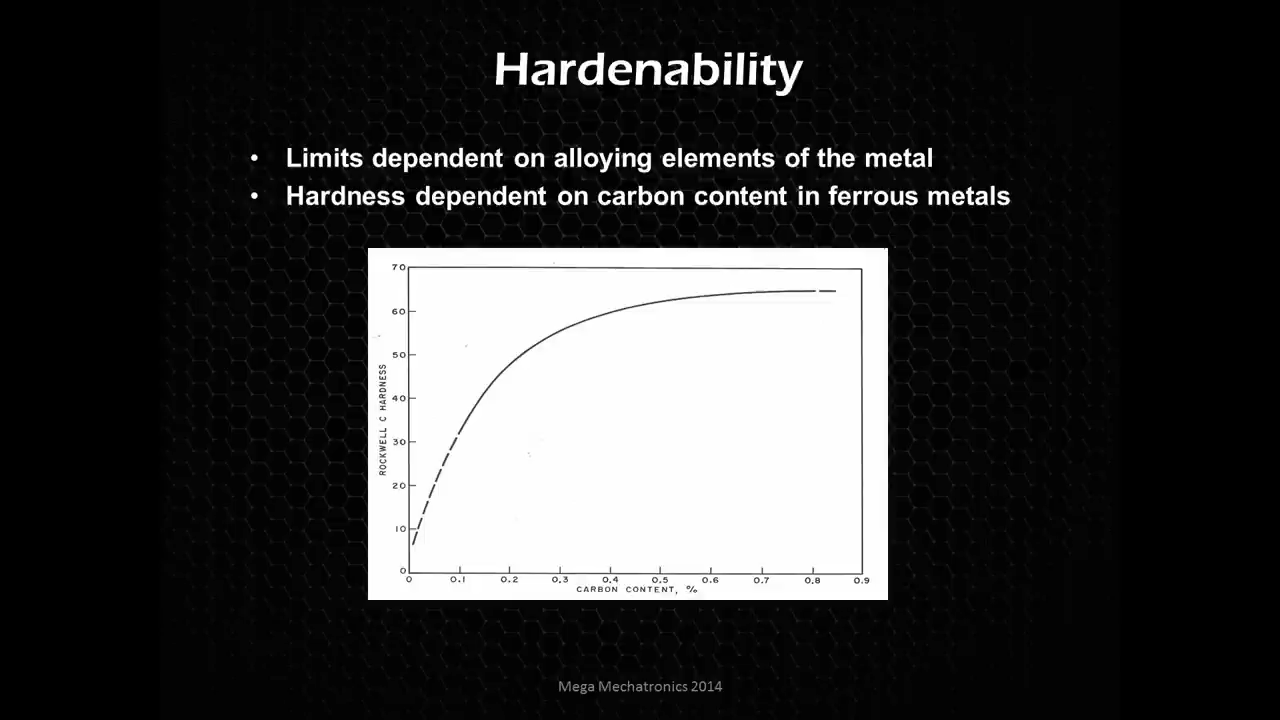 Hardenability
• Limits dependent on alloying elements of the metal
• Hardness dependent on carbon content in ferrous metals
70
60
50
40
30
20
10
0
ROCKWELL C HARDNESS
0 0.1 0.2 0.3 0.4 0.5 0.6 0.7 0.8 0.9
CARBON CONTENT, %
Mega Mechatronics 2014